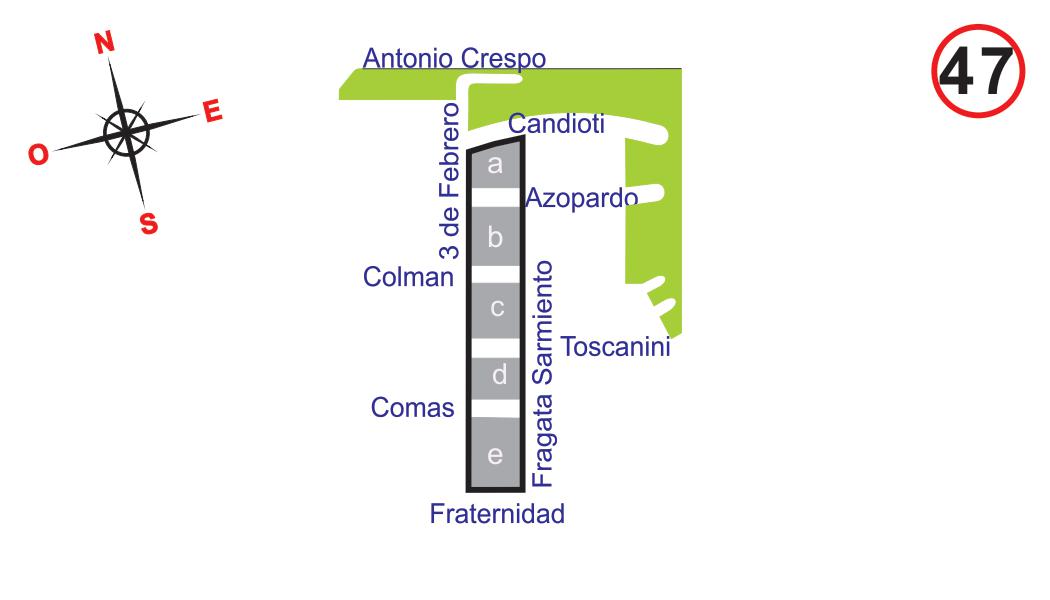 N
E
O
S
47
Antonio Crespo
Candioti
3 de Febrero
a
Azopardo
b
Colman
c
Fragata Sarmiento
Toscanini
d
Comas
e
Fraternidad